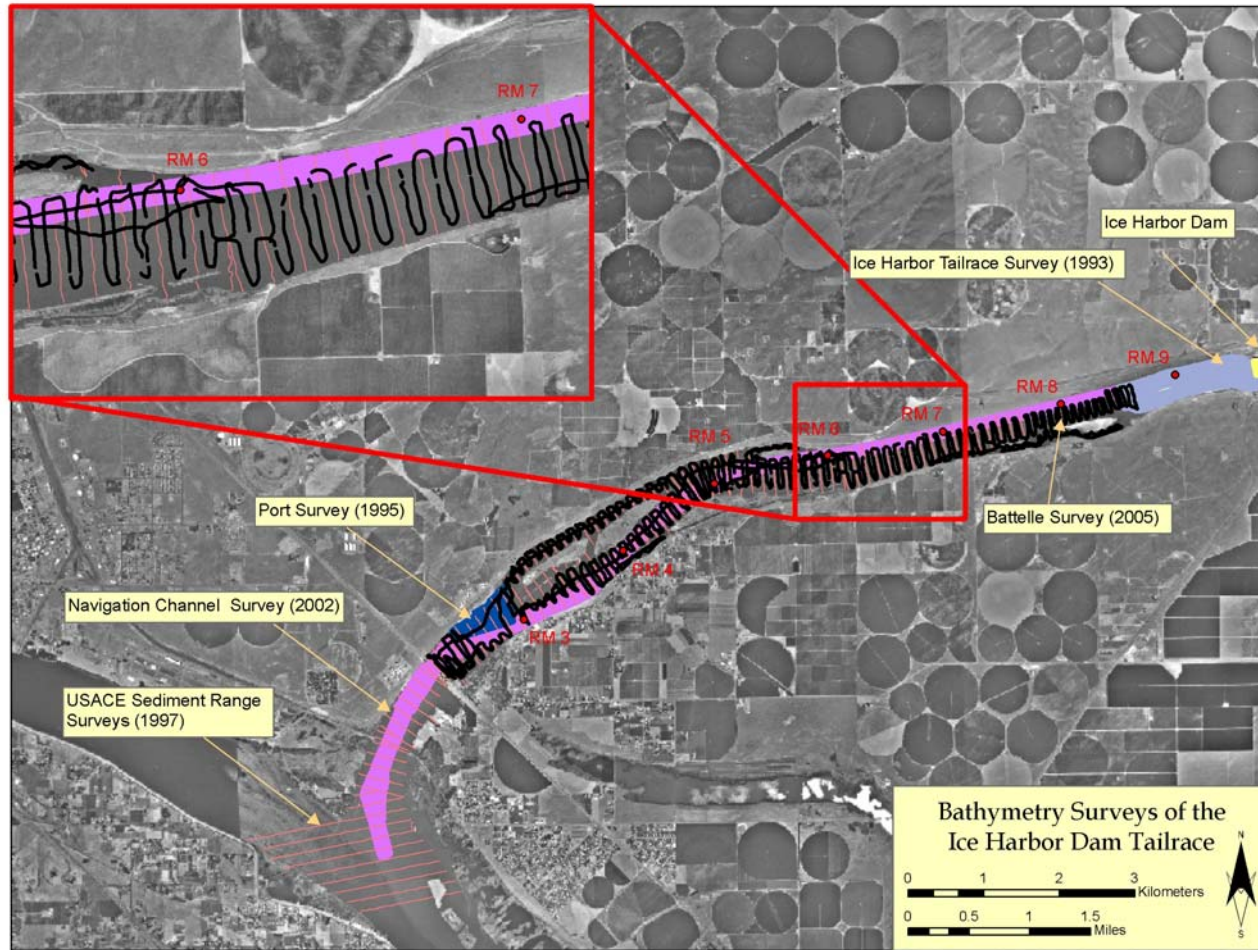 RM 7
RM 6
Ice Harbor Dam
Ice Harbor Tailrace Survey (1993)
RM 9
RM 8
RM 7
RM 6
RM 5
Battelle Survey (2005)
Port Survey (1995)
RM 4
Navigation Channel Survey (2002)
RM 3
USACE Sediment Range
Surveys (1997)
Bathymetry Surveys of the
Ice Harbor Dam Tailrace
N
0 1 2 3
Kilometers
0 0.5 1 1.5
Miles
S